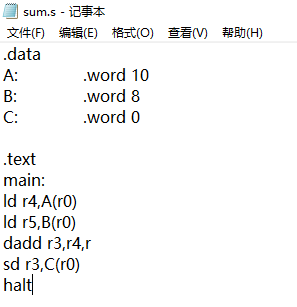 sum.s - 记事本
文件(F) 编辑(E) 格式(O) 查看(V) 帮助(H)
.data
A: .word 10
B: .word 8
C: .word 0
.text
main:
ld r4,A(r0)
ld r5,B(r0)
dadd r3,r4,r
sd r3,C(r0)
halt